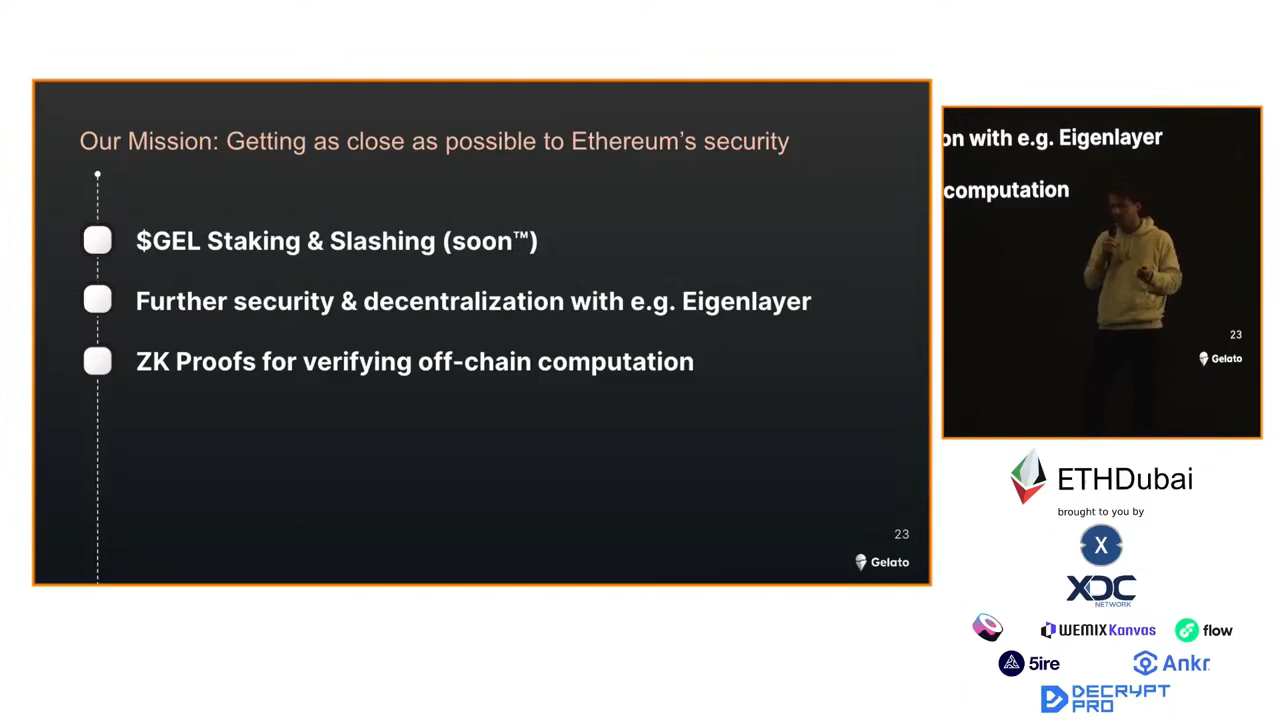 Our Mission: Getting as close as possible to Ethereum's security
$GEL Staking & Slashing (soon™)
Further security & decentralization with e.g. Eigenlayer
ZK Proofs for verifying off-chain computation
23
Gelato
on with e.g. Eigenlayer
computation
23
Gelato
ETHDubai
brought to you by
X
XDC
NETWORK
WEMIX Kanvas
flow
5ire
Ankr
DECRYPT
PRO